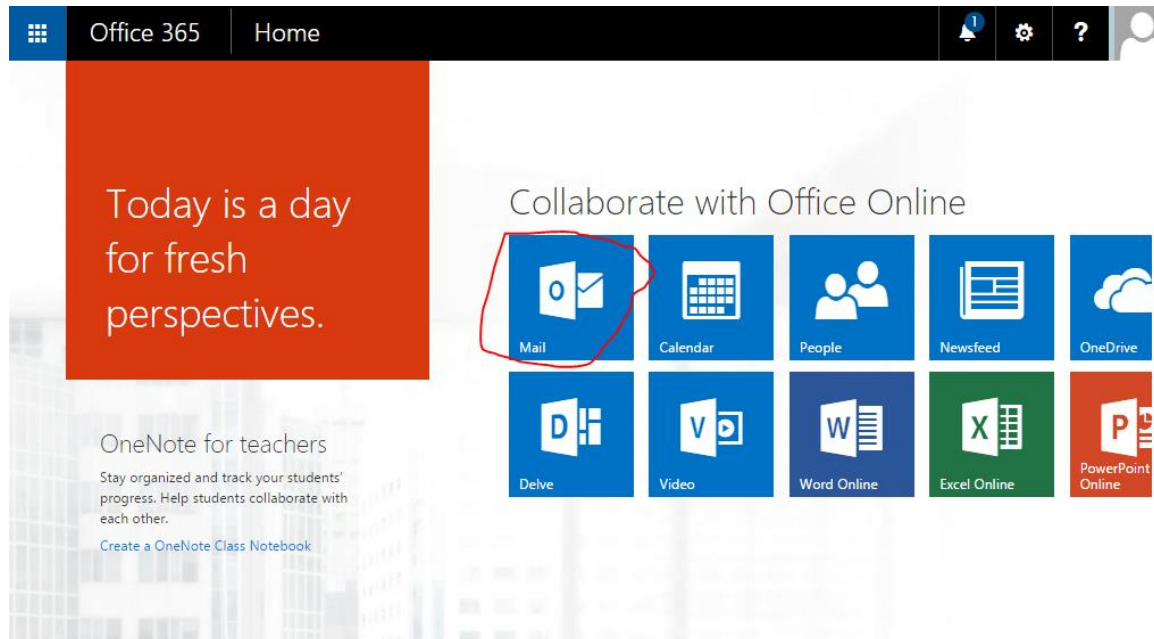 Office 365 Home
1
?
Today is a day
for fresh
perspectives.
Collaborate with Office Online
Mail
Calendar
People
Newsfeed
OneDrive
Delve
Video
Word Online
Excel Online
PowerPoint
Online
OneNote for teachers
Stay organized and track your students'
progress. Help students collaborate with
each other.
Create a OneNote Class Notebook